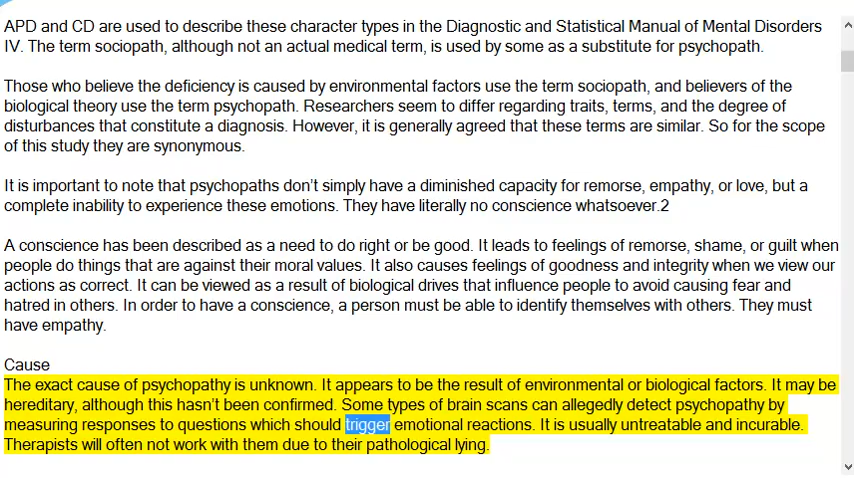 APD and CD are used to describe these character types in the Diagnostic and Statistical Manual of Mental Disorders
IV. The term sociopath, although not an actual medical term, is used by some as a substitute for psychopath.
Those who believe the deficiency is caused by environmental factors use the term sociopath, and believers of the
biological theory use the term psychopath. Researchers seem to differ regarding traits, terms, and the degree of
disturbances that constitute a diagnosis. However, it is generally agreed that these terms are similar. So for the scope
of this study they are synonymous.
It is important to note that psychopaths don't simply have a diminished capacity for remorse, empathy, or love, but a
complete inability to experience these emotions. They have literally no conscience whatsoever.2
A conscience has been described as a need to do right or be good. It leads to feelings of remorse, shame, or guilt when
people do things that are against their moral values. It also causes feelings of goodness and integrity when we view our
actions as correct. It can be viewed as a result of biological drives that influence people to avoid causing fear and
hatred in others. In order to have a conscience, a person must be able to identify themselves with others. They must
have empathy.
Cause
The exact cause of psychopathy is unknown. It appears to be the result of environmental or biological factors. It may be
hereditary, although this hasn't been confirmed. Some types of brain scans can allegedly detect psychopathy by
measuring responses to questions which should trigger emotional reactions. It is usually untreatable and incurable.
Therapists will often not work with them due to their pathological lying.